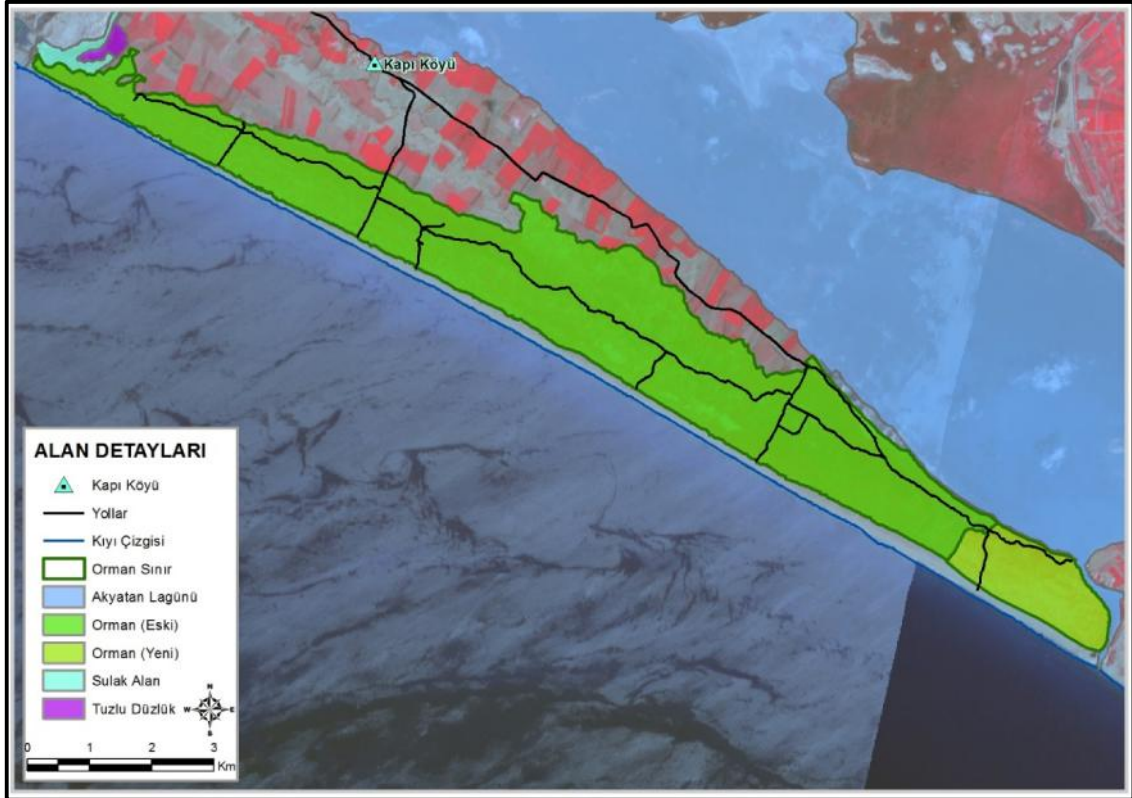 Kapı Köyü
ALAN DETAYLARI
Kapı Köyü
Yollar
Kıyı Çizgisi
Orman Sınır
Akyatan Lagünü
Orman (Eski)
Orman (Yeni)
Sulak Alan
Tuzlu Düzlük
N
W E
S
0 1 2 3
Km